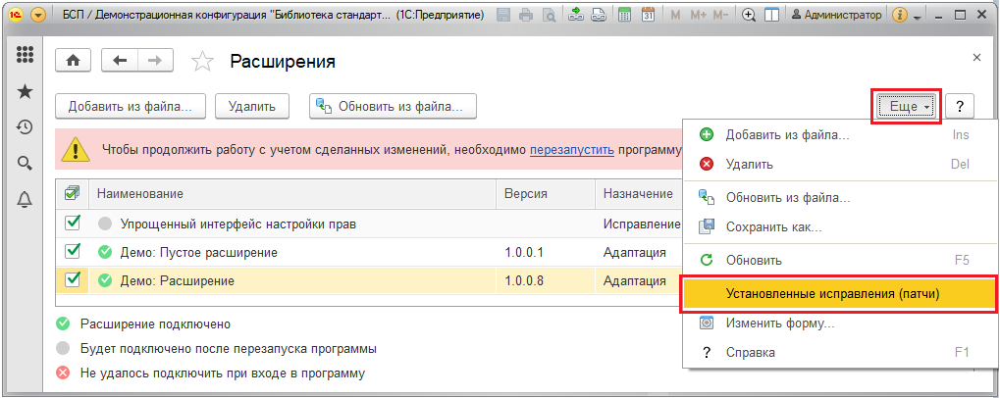 БСП / Демонстрационная конфигурация "Библиотека стандарт... (1С:Предприятие)
M M+ M- Администратор
Расширения
Добавить из файла... Удалить Обновить из файла... Еще ?
Чтобы продолжить работу с учетом сделанных изменений, необходимо перезапустить программу
Наименование Версия Назначение
Упрощенный интерфейс настройки прав Исправление
Демо: Пустое расширение 1.0.0.1 Адаптация
Демо: Расширение 1.0.0.8 Адаптация
Расширение подключено
Будет подключено после перезапуска программы
Не удалось подключить при входе в программу
Добавить из файла... Ins
Удалить Del
Обновить из файла...
Сохранить как...
Обновить F5
Установленные исправления (патчи)
Изменить форму...
? Справка F1